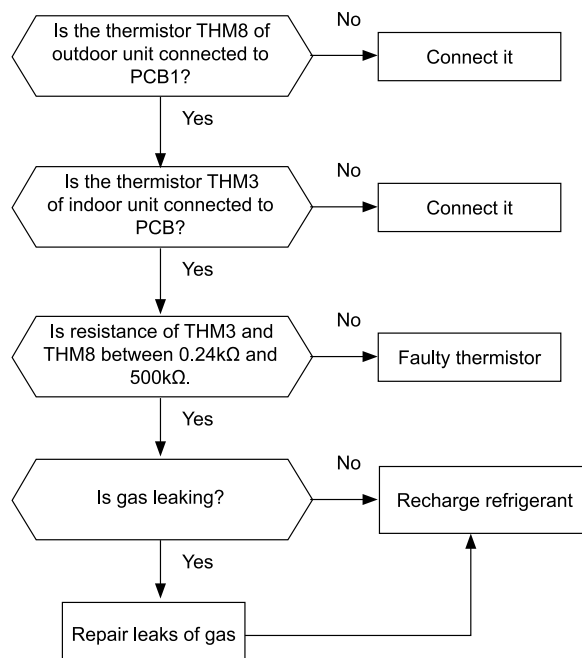 Is the thermistor THM8 of
outdoor unit connected to
PCB1?
No
Connect it
Yes
Is the thermistor THM3
of indoor unit connected to
PCB?
No
Connect it
Yes
Is resistance of THM3 and
THM8 between 0.24kΩ and
500kΩ.
No
Faulty thermistor
Yes
Is gas leaking?
No
Recharge refrigerant
Yes
Repair leaks of gas